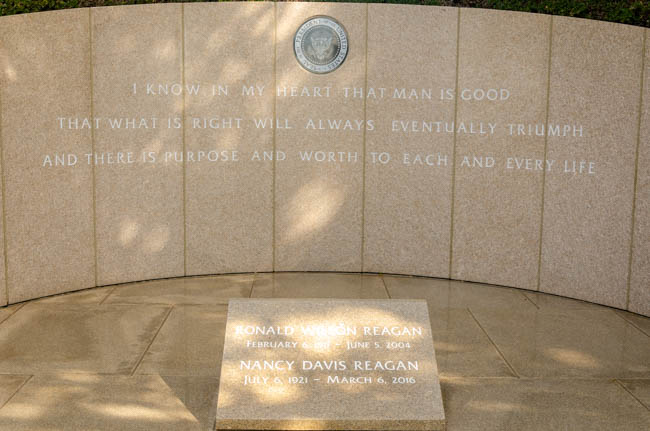 I KNOW IN MY HEART THAT MAN IS GOOD
THAT WHAT IS RIGHT WILL ALWAYS EVENTUALLY TRIUMPH
AND THERE IS PURPOSE AND WORTH TO EACH AND EVERY LIFE
RONALD WILSON REAGAN
FEBRUARY 6, 1911 - JUNE 5, 2004
NANCY DAVIS REAGAN
JULY 6, 1921 - MARCH 6, 2016